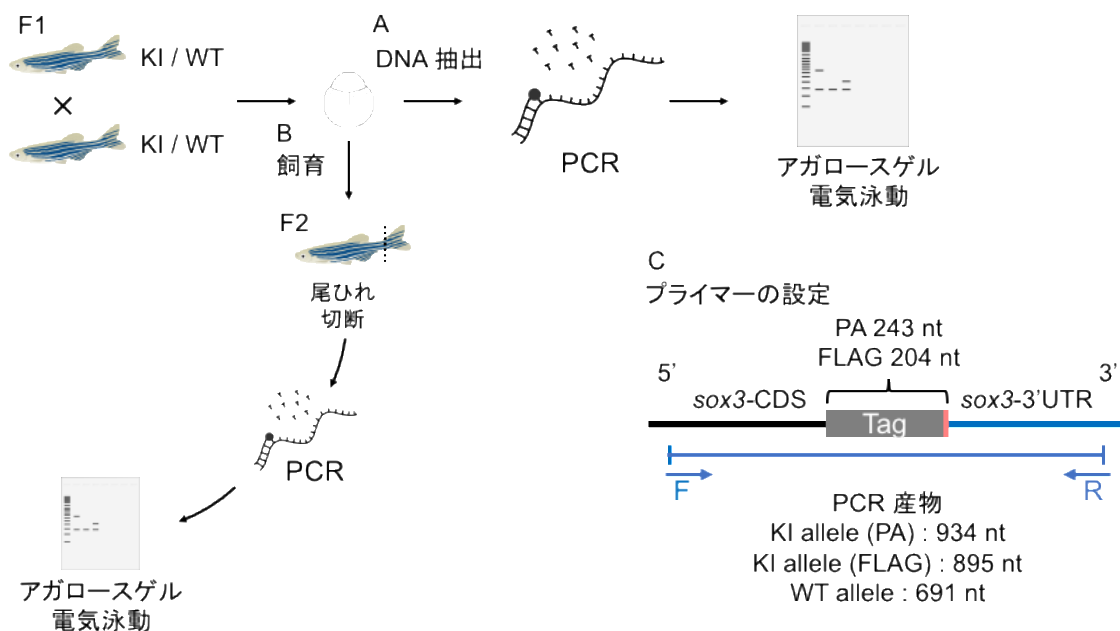 F1
KI / WT
×
KI / WT
A
DNA 抽出
PCR
アガロースゲル
電気泳動
B
飼育
F2
尾ひれ
切断
PCR
アガロースゲル
電気泳動
C
プライマーの設定
PA 243 nt
FLAG 204 nt
5’
3’
sox3-CDS
Tag
sox3-3’UTR
F
R
PCR 産物
KI allele (PA) : 934 nt
KI allele (FLAG) : 895 nt
WT allele : 691 nt